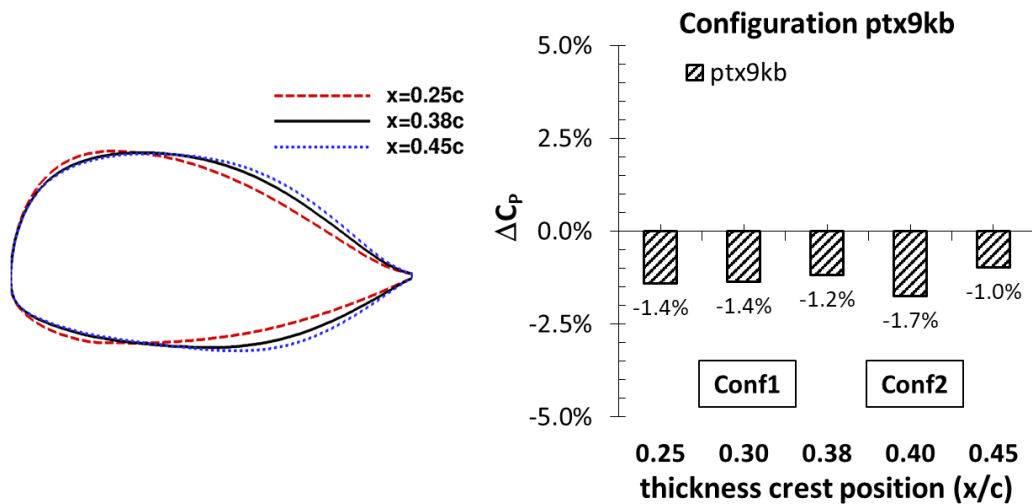 x=0.25c
x=0.38c
x=0.45c
Configuration ptx9kb
ptx9kb
5.0%
2.5%
0.0%
-2.5%
-5.0%
ΔCP
-1.4%
-1.4%
-1.2%
-1.7%
-1.0%
Conf1
Conf2
0.25 0.30 0.38 0.40 0.45
thickness crest position (x/c)